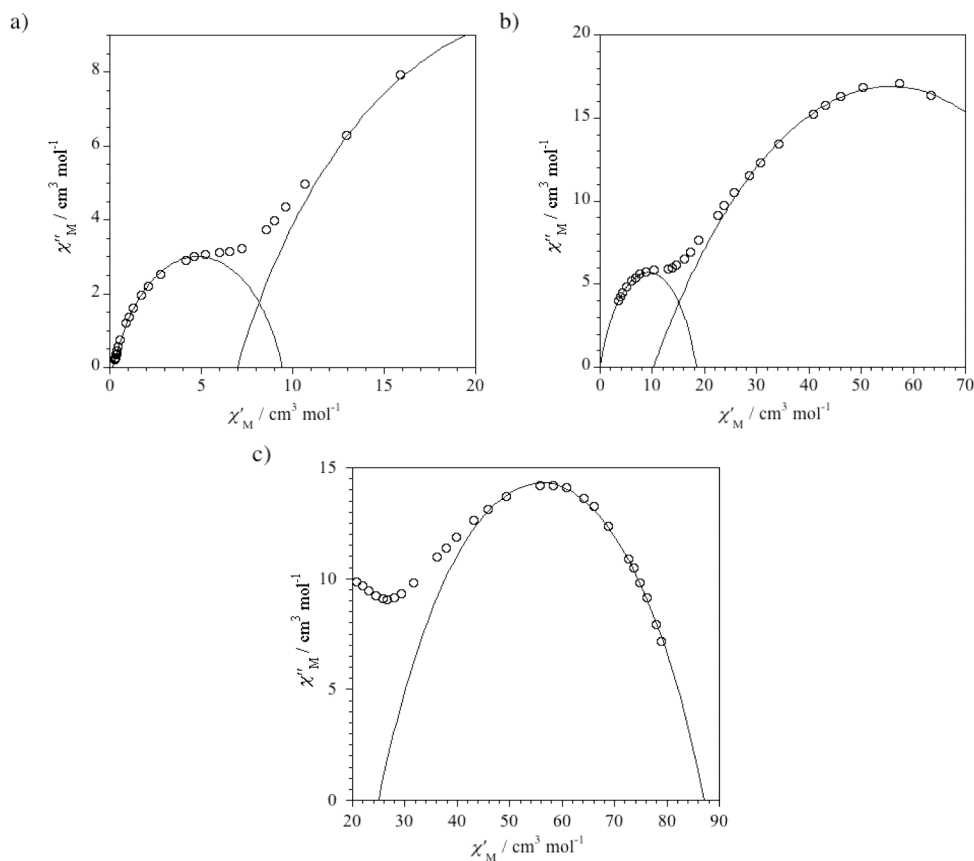 a)
8
6
4
2
0
χ″M / cm³ mol⁻¹
0 5 10 15 20
χ′M / cm³ mol⁻¹
b)
20
15
10
5
0
χ″M / cm³ mol⁻¹
0 10 20 30 40 50 60 70
χ′M / cm³ mol⁻¹
c)
15
10
5
0
χ″M / cm³ mol⁻¹
20 30 40 50 60 70 80 90
χ′M / cm³ mol⁻¹